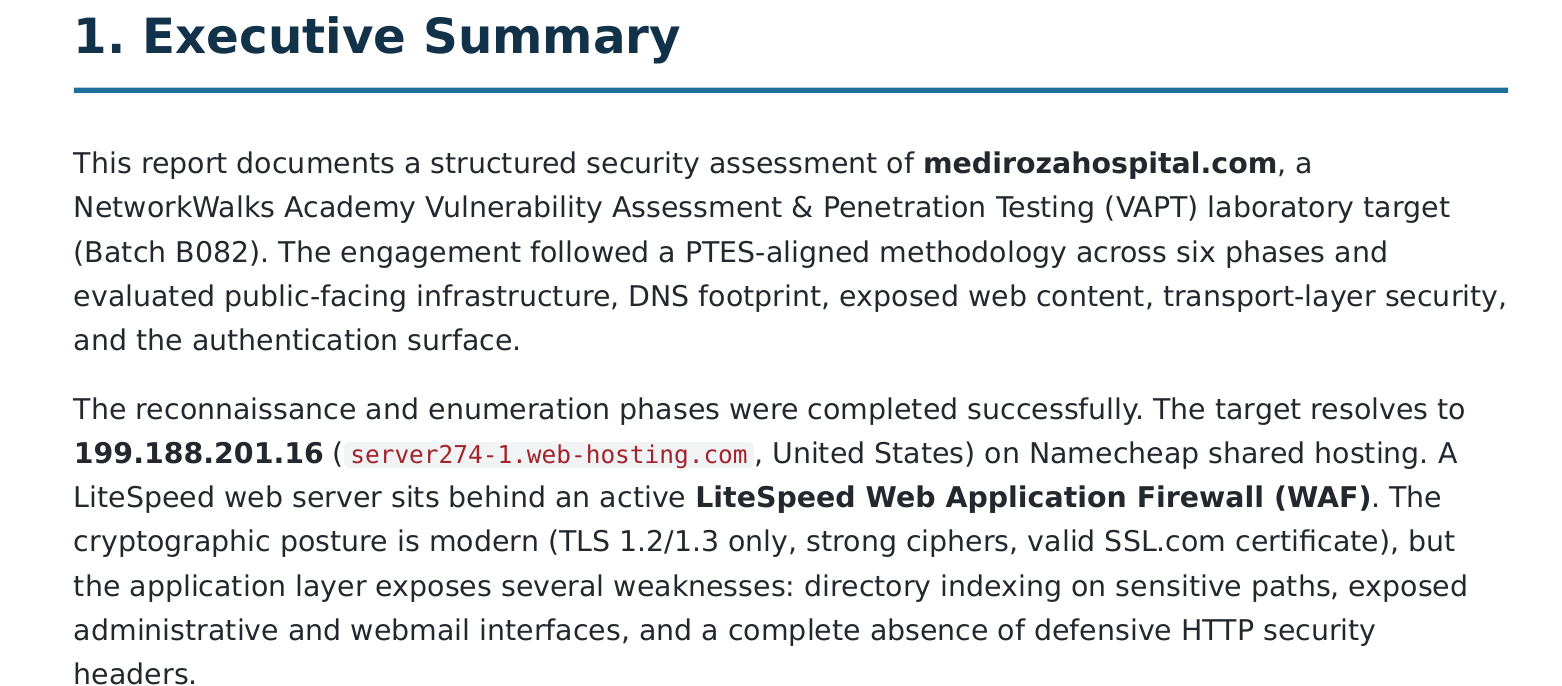 1. Executive Summary
This report documents a structured security assessment of medirozahospital.com, a
NetworkWalks Academy Vulnerability Assessment & Penetration Testing (VAPT) laboratory target
(Batch B082). The engagement followed a PTES-aligned methodology across six phases and
evaluated public-facing infrastructure, DNS footprint, exposed web content, transport-layer security,
and the authentication surface.
The reconnaissance and enumeration phases were completed successfully. The target resolves to
199.188.201.16 (server274-1.web-hosting.com, United States) on Namecheap shared hosting. A
LiteSpeed web server sits behind an active LiteSpeed Web Application Firewall (WAF). The
cryptographic posture is modern (TLS 1.2/1.3 only, strong ciphers, valid SSL.com certificate), but
the application layer exposes several weaknesses: directory indexing on sensitive paths, exposed
administrative and webmail interfaces, and a complete absence of defensive HTTP security
headers.